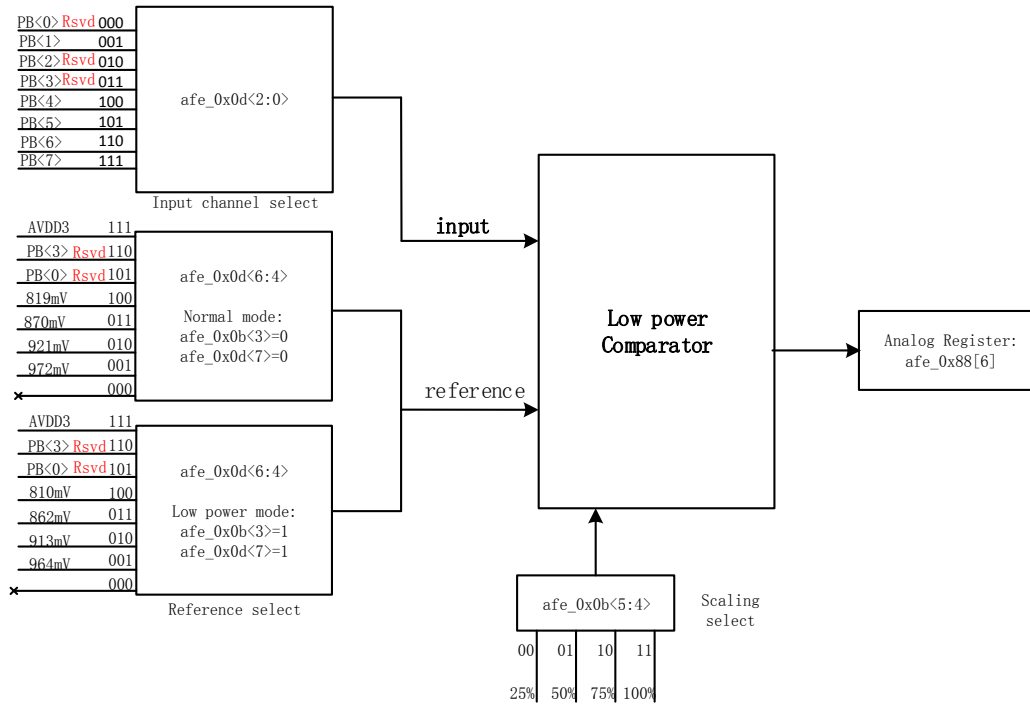 PB<0> Rsvd 000
PB<1> 001
PB<2> Rsvd 010
PB<3> Rsvd 011
PB<4> 100
PB<5> 101
PB<6> 110
PB<7> 111
afe_0x0d<2:0>
Input channel select
AVDD3 111
PB<3> Rsvd 110
PB<0> Rsvd 101
819mV 100
870mV 011
921mV 010
972mV 001
000
afe_0x0d<6:4>
Normal mode:
afe_0x0b<3>=0
afe_0x0d<7>=0
AVDD3 111
PB<3> Rsvd 110
PB<0> Rsvd 101
810mV 100
862mV 011
913mV 010
964mV 001
000
afe_0x0d<6:4>
Low power mode:
afe_0x0b<3>=1
afe_0x0d<7>=1
Reference select
input
reference
Low power
Comparator
Analog Register:
afe_0x88[6]
afe_0x0b<5:4>
Scaling
select
00 01 10 11
25% 50% 75% 100%